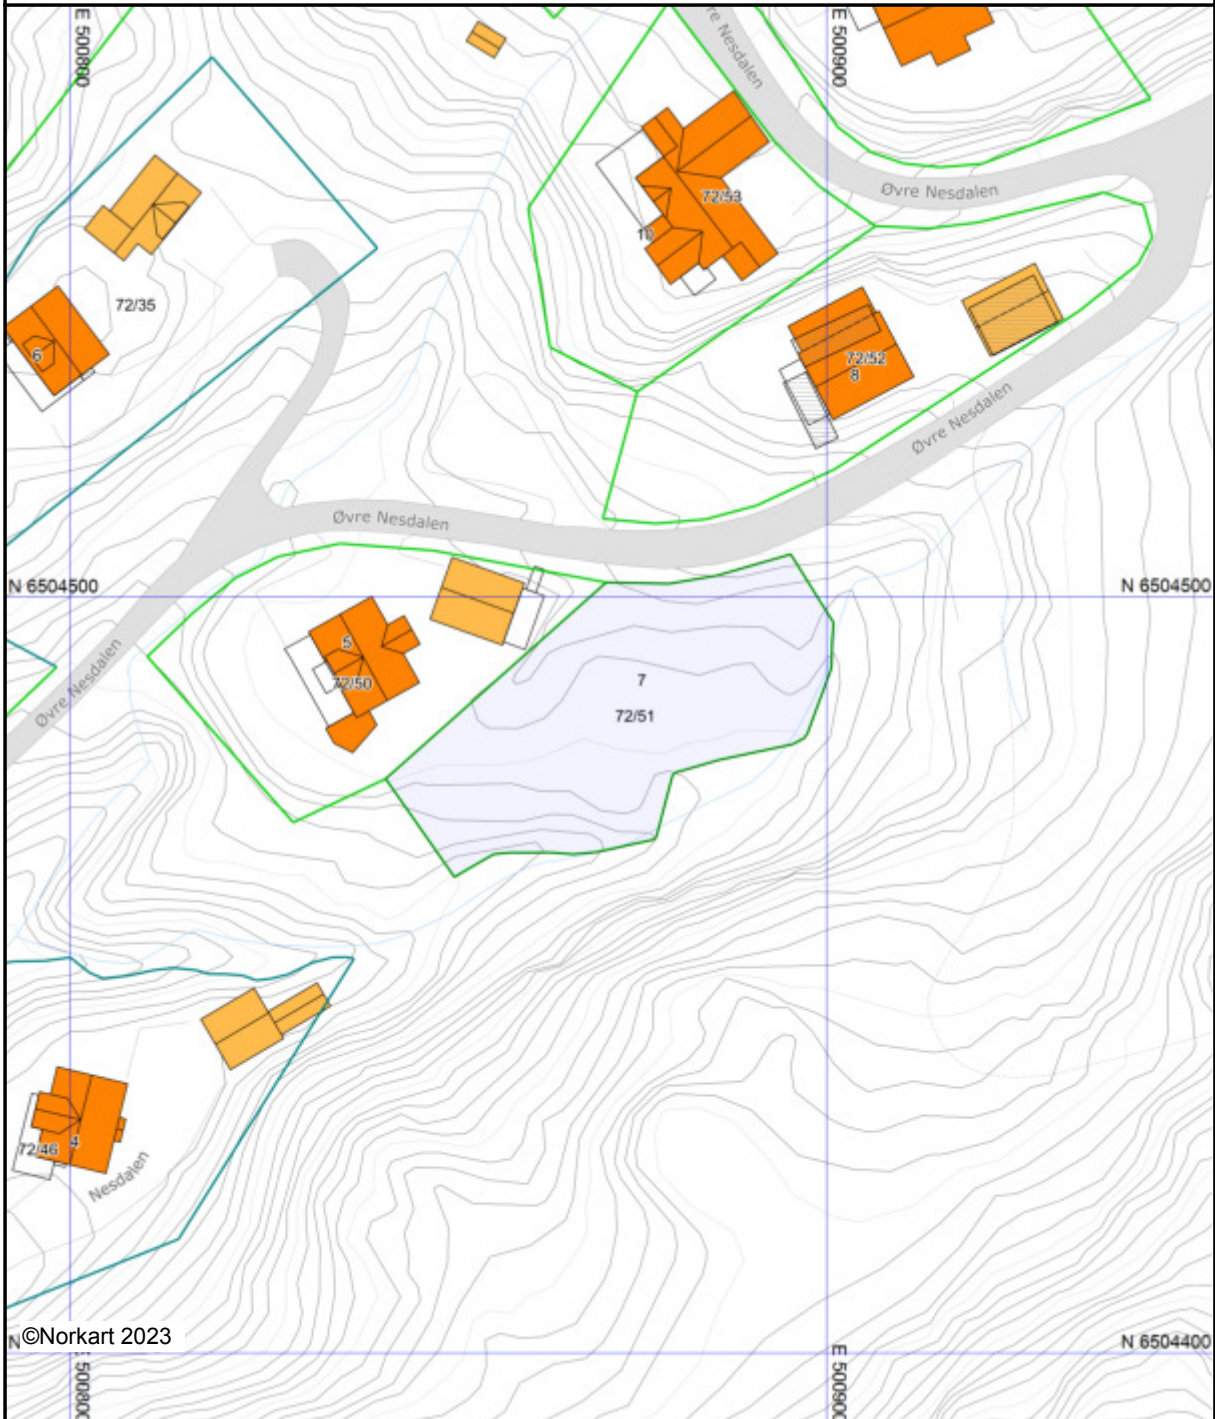 E 500800
re Nesdalen
E 500900
Øvre Nesdalen
72/53
10
72/35
6
72/52
8
Øvre Nesdalen
Øvre Nesdalen
N 6504500
N 6504500
5
72/50
7
72/51
Øvre Nesdalen
4
72/46
Nesdalen
©Norkart 2023
N
N 6504400
E 500800
E 500900